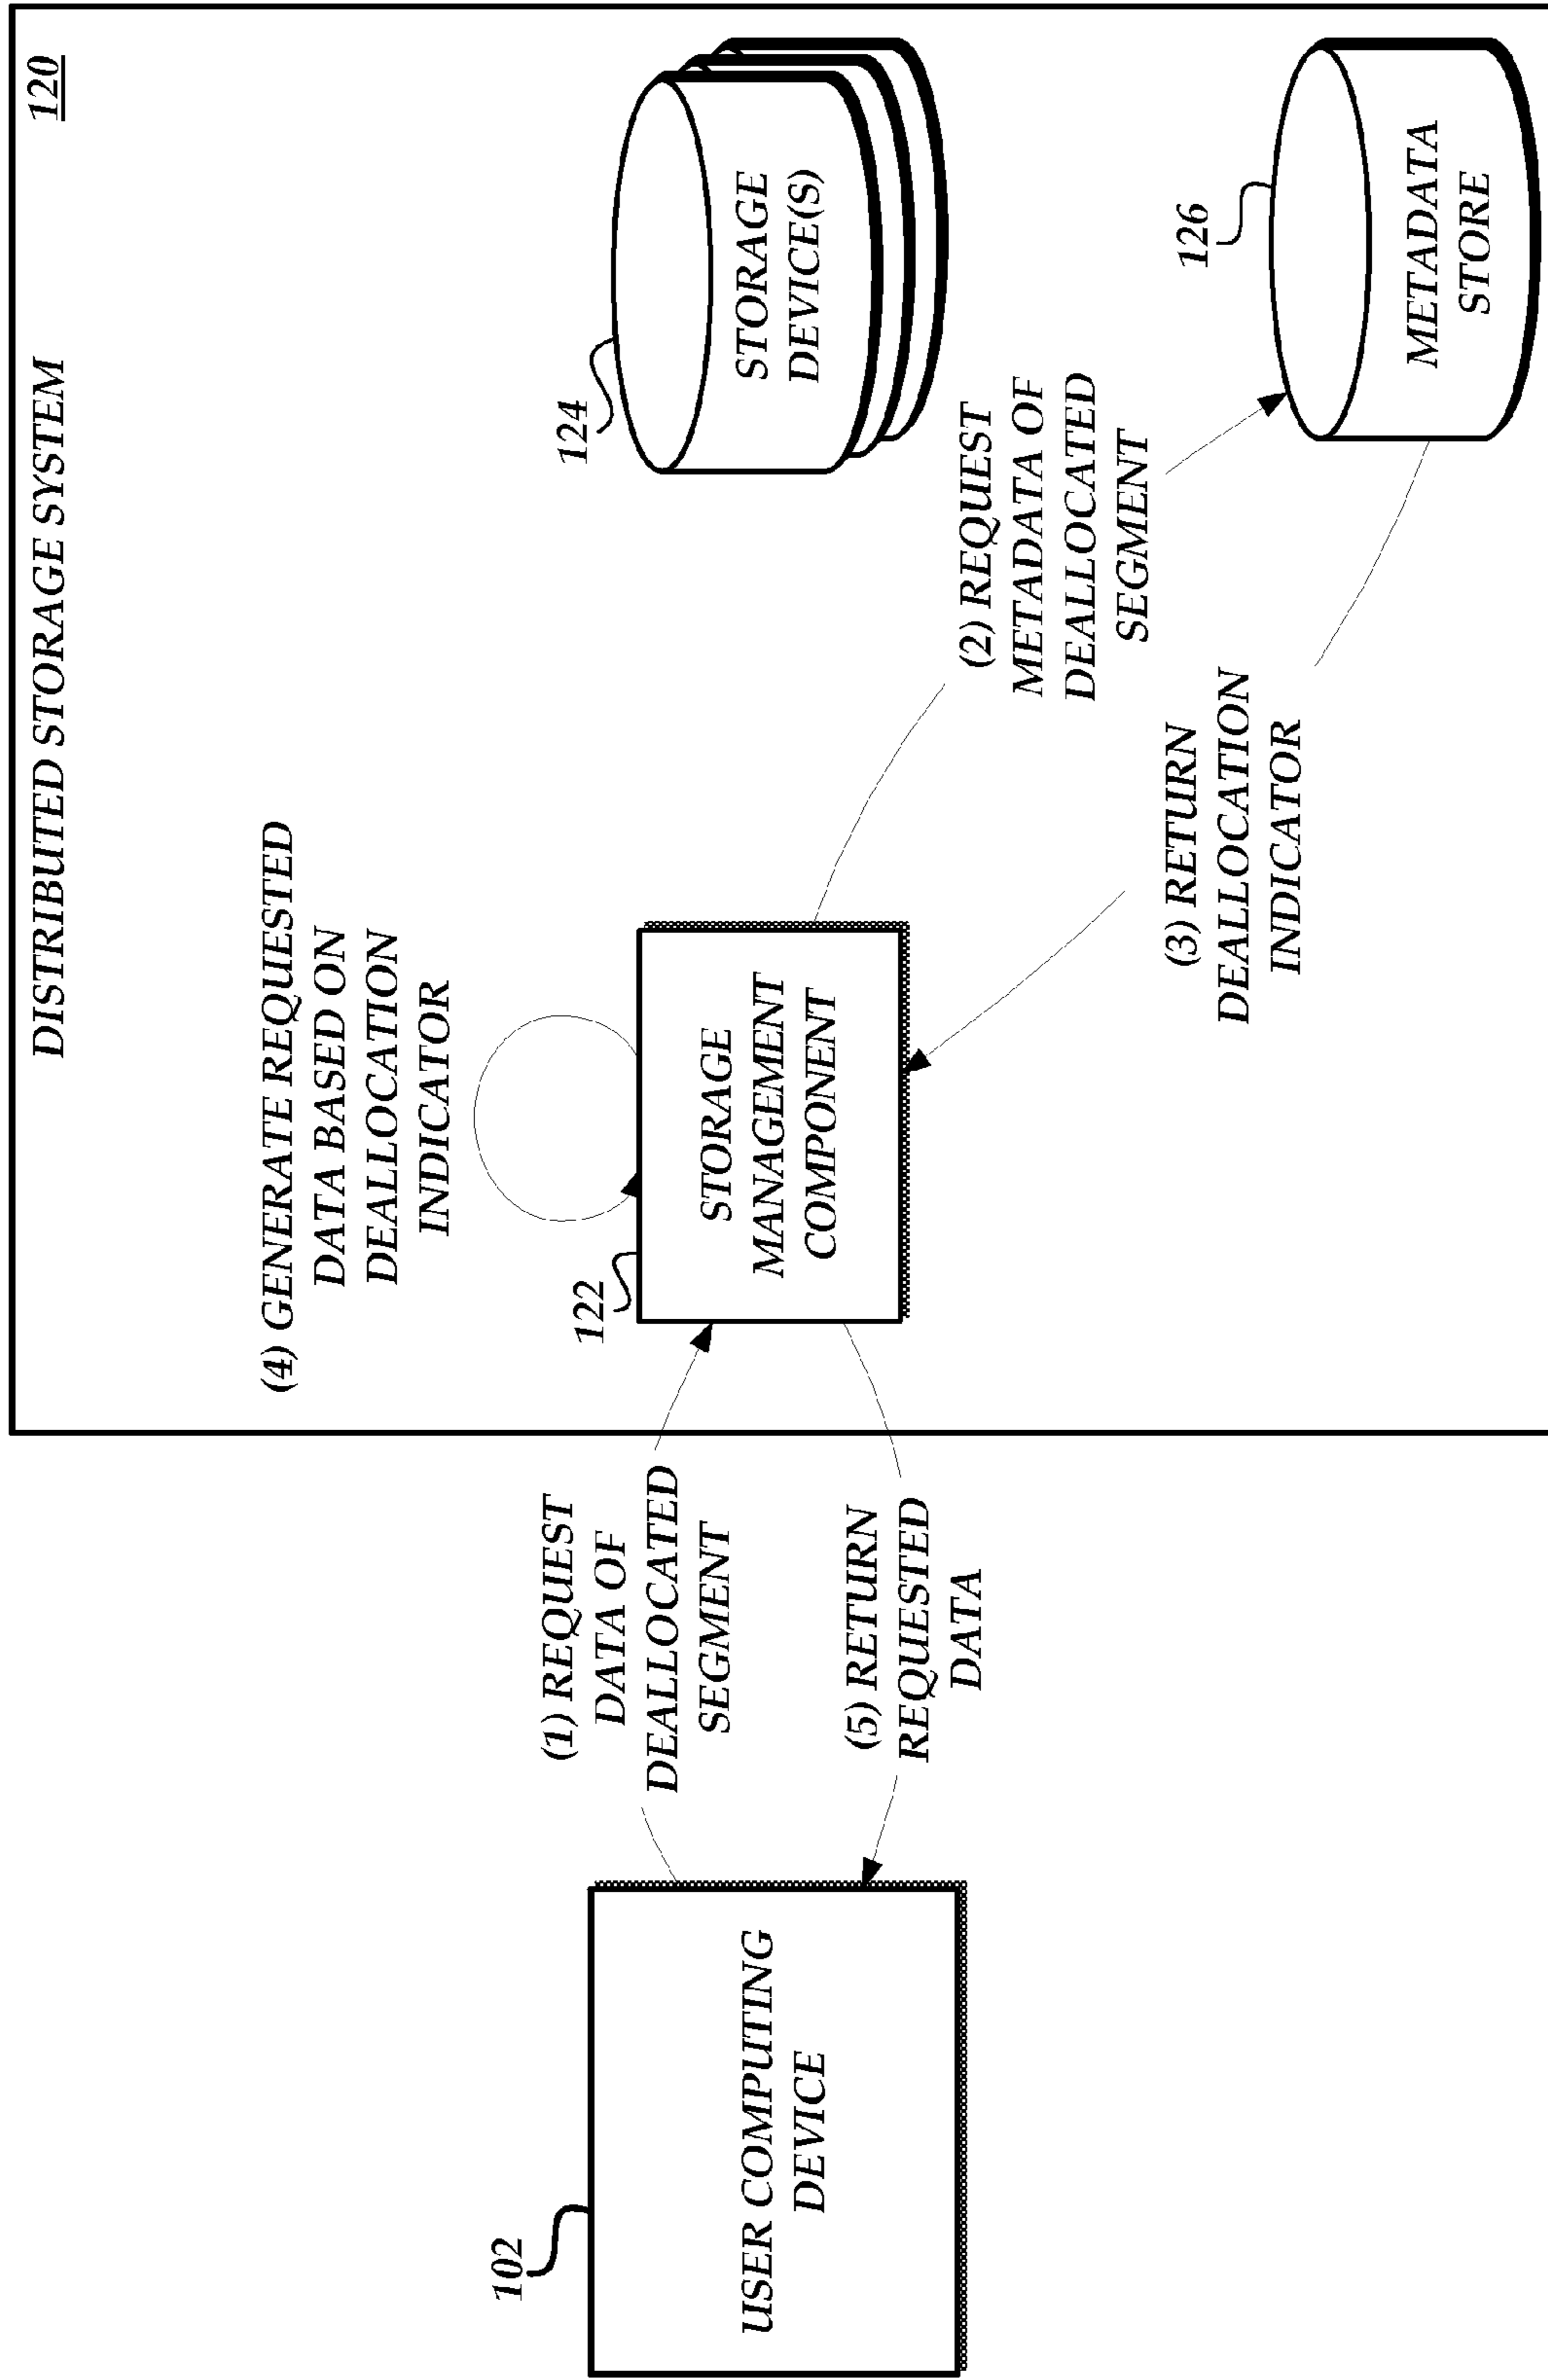 DISTRIBUTED STORAGE SYSTEM
120
(4) GENERATE REQUESTED
DATA BASED ON
DEALLOCATION
INDICATOR
102
USER COMPUTING
DEVICE
(1) REQUEST
DATA OF
DEALLOCATED
SEGMENT
(5) RETURN
REQUESTED
DATA
122
STORAGE
MANAGEMENT
COMPONENT
124
STORAGE
DEVICE(S)
(2) REQUEST
METADATA OF
DEALLOCATED
SEGMENT
(3) RETURN
DEALLOCATION
INDICATOR
126
METADATA
STORE